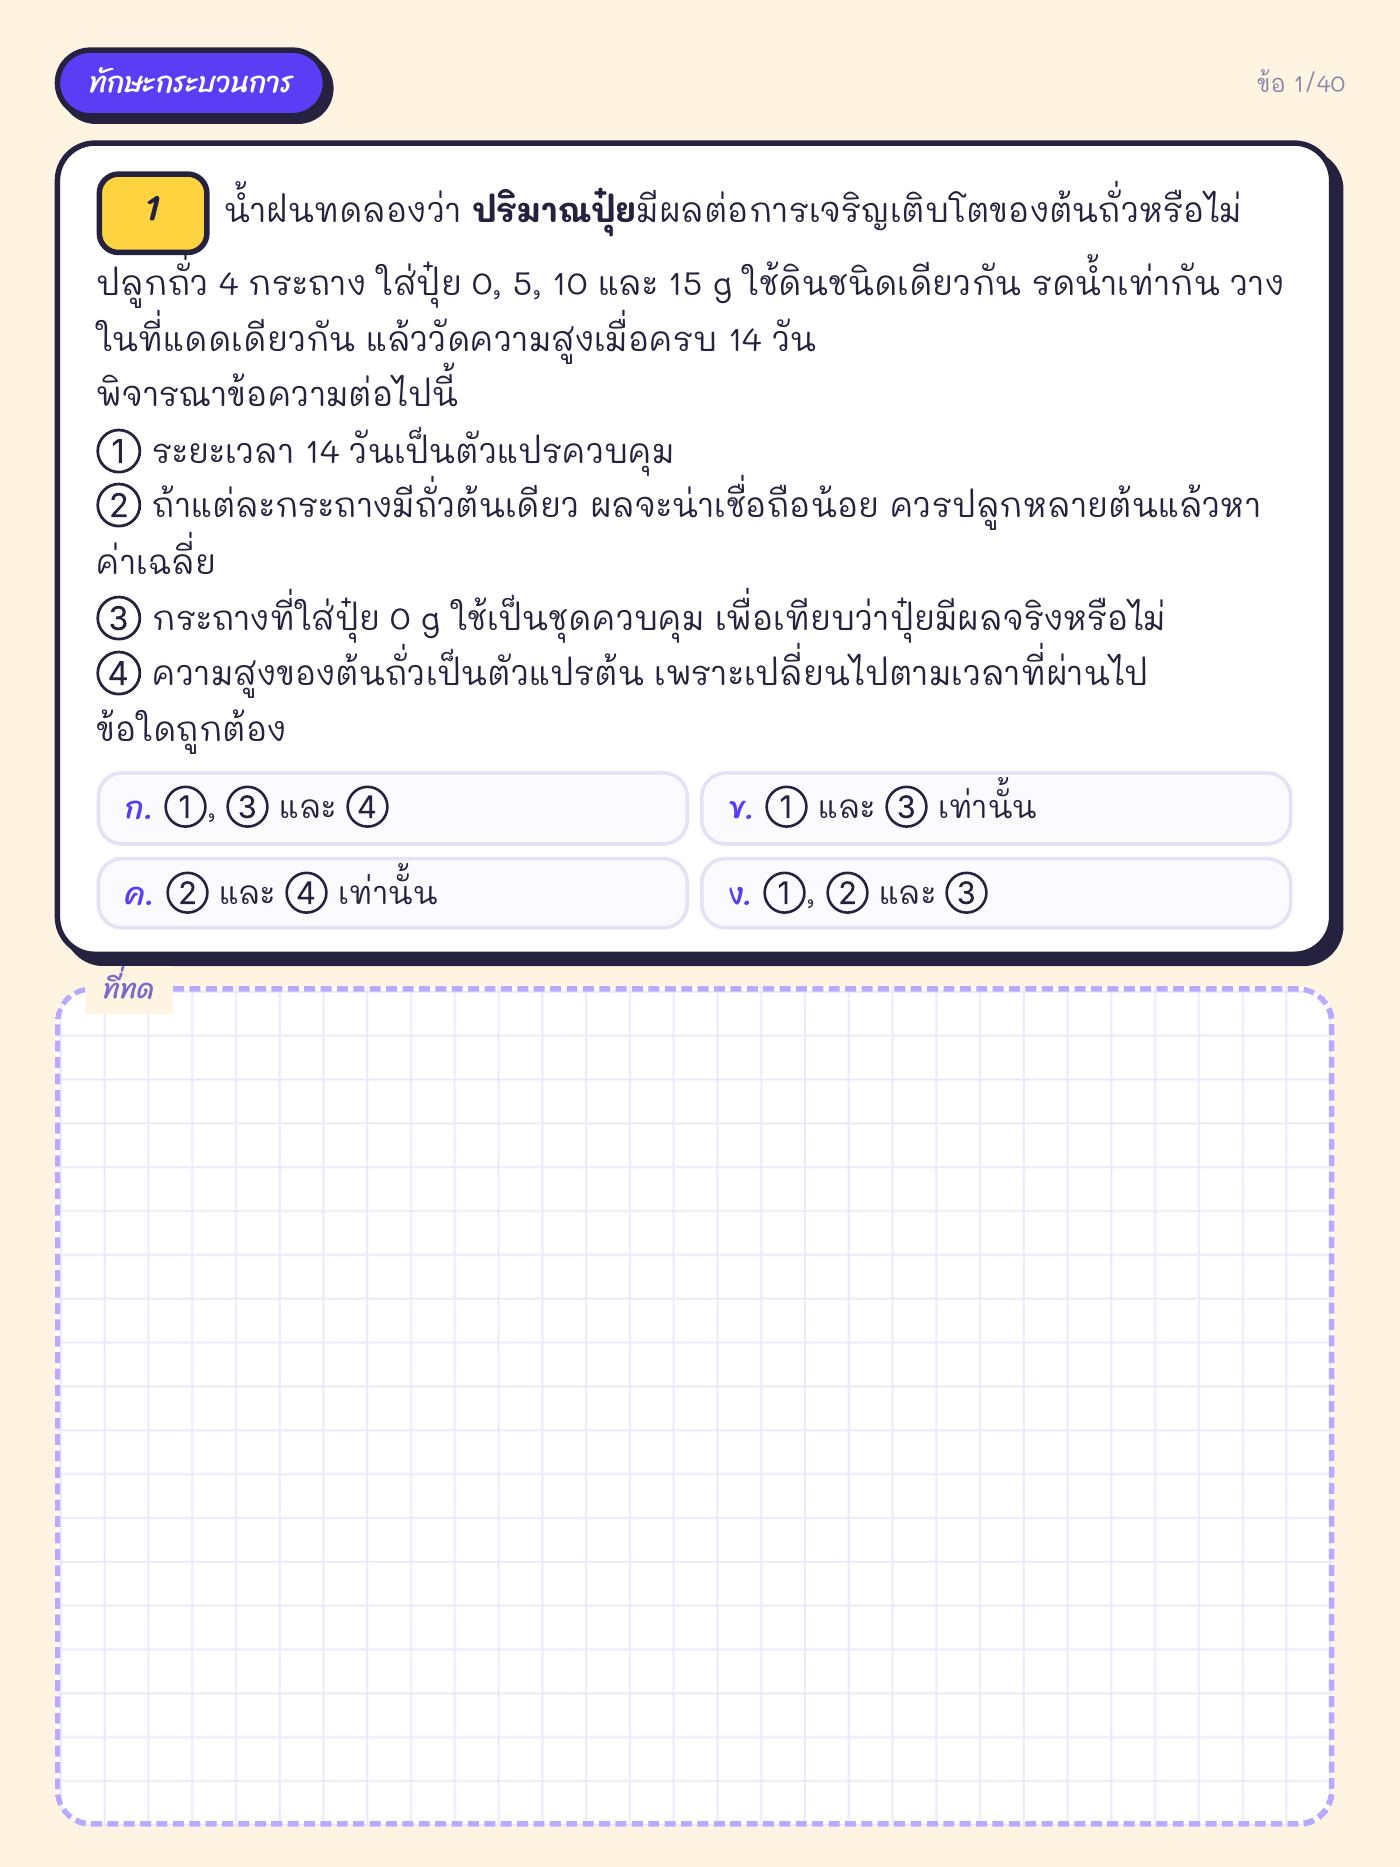 ทักษะกระบวนการ
ข้อ 1/40
1 น้ำฝนทดลองว่า ปริมาณปุ๋ยมีผลต่อการเจริญเติบโตของต้นถั่วหรือไม่
ปลูกถั่ว 4 กระถาง ใส่ปุ๋ย 0, 5, 10 และ 15 g ใช้ดินชนิดเดียวกัน รดน้ำเท่ากัน วาง
ในที่แดดเดียวกัน แล้ววัดความสูงเมื่อครบ 14 วัน
พิจารณาข้อความต่อไปนี้
① ระยะเวลา 14 วันเป็นตัวแปรควบคุม
② ถ้าแต่ละกระถางมีถั่วต้นเดียว ผลจะน่าเชื่อถือน้อย ควรปลูกหลายต้นแล้วหา
ค่าเฉลี่ย
③ กระถางที่ใส่ปุ๋ย 0 g ใช้เป็นชุดควบคุม เพื่อเทียบว่าปุ๋ยมีผลจริงหรือไม่
④ ความสูงของต้นถั่วเป็นตัวแปรต้น เพราะเปลี่ยนไปตามเวลาที่ผ่านไป
ข้อใดถูกต้อง
ก. ①, ③ และ ④
ข. ① และ ③ เท่านั้น
ค. ② และ ④ เท่านั้น
ง. ①, ② และ ③
ที่ทด